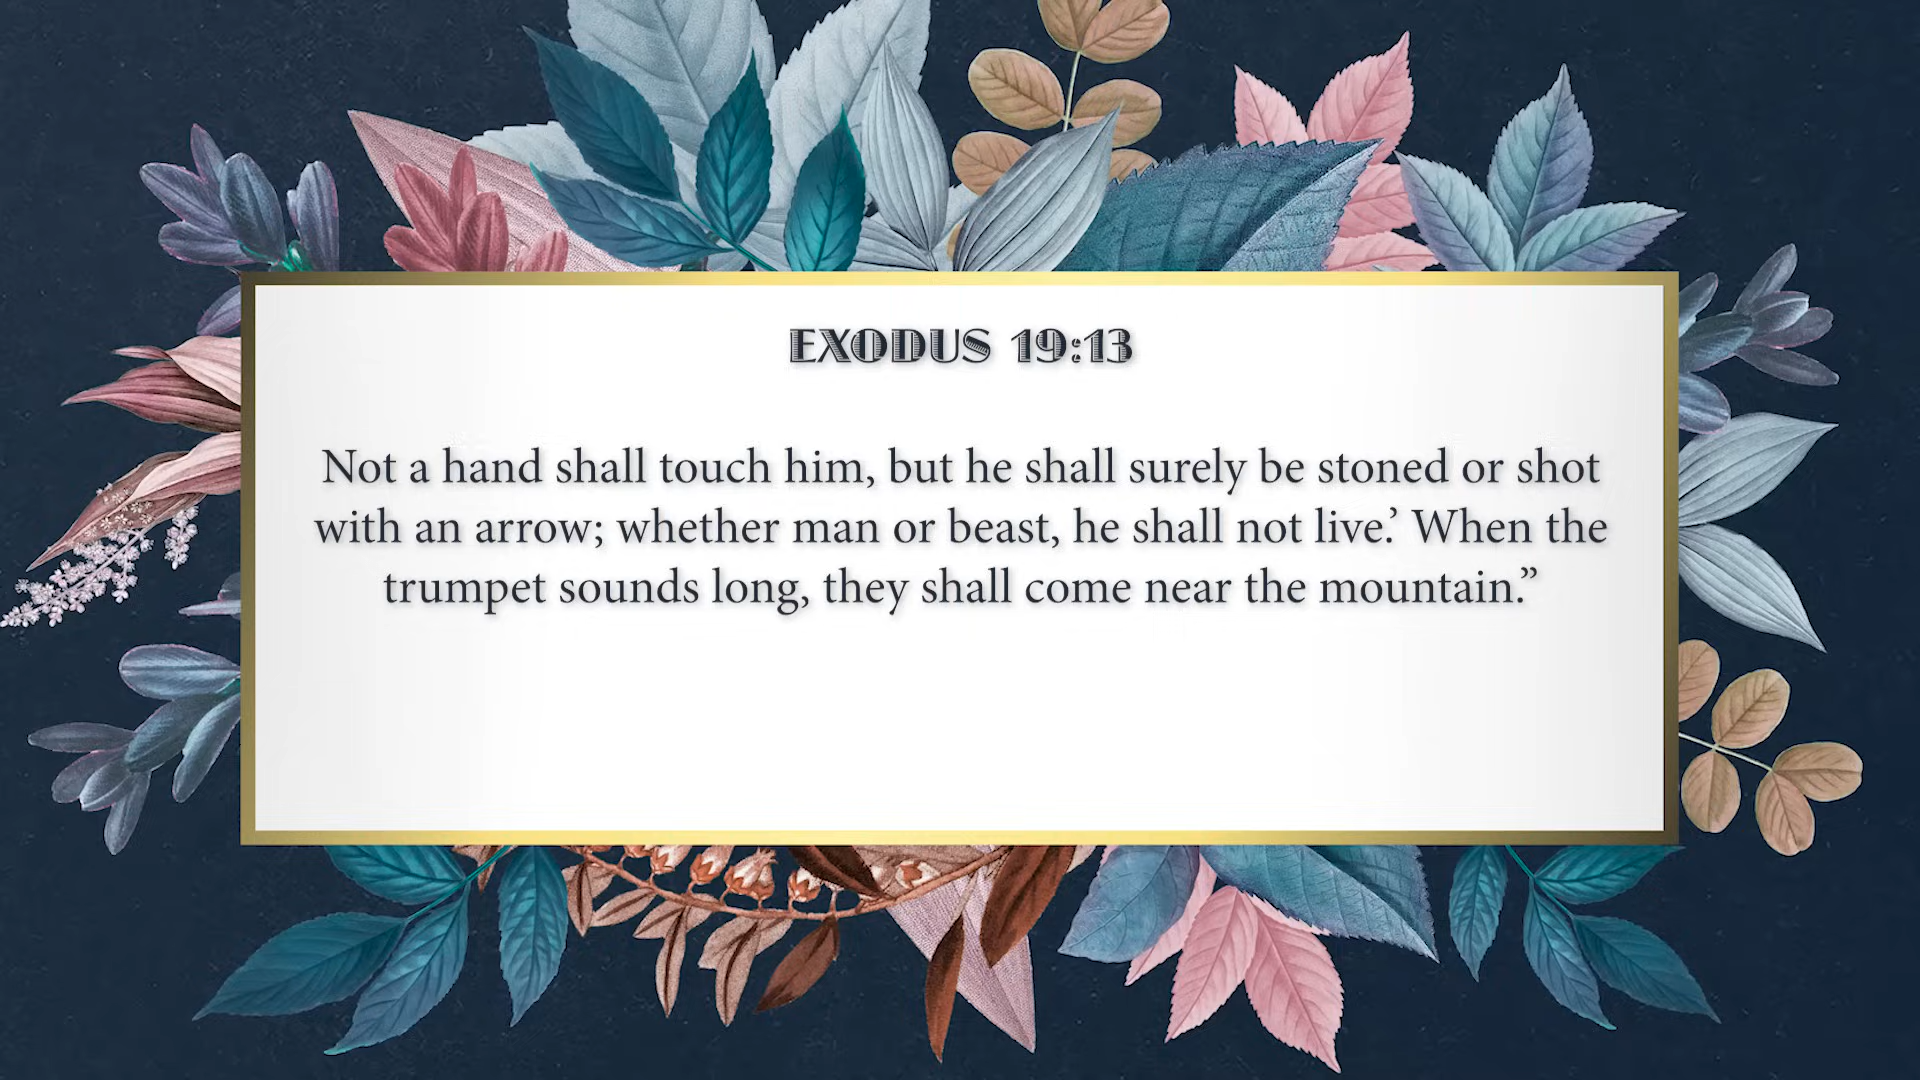 EXODUS 19:13
Not a hand shall touch him, but he shall surely be stoned or shot
with an arrow; whether man or beast, he shall not live.’ When the
trumpet sounds long, they shall come near the mountain.”